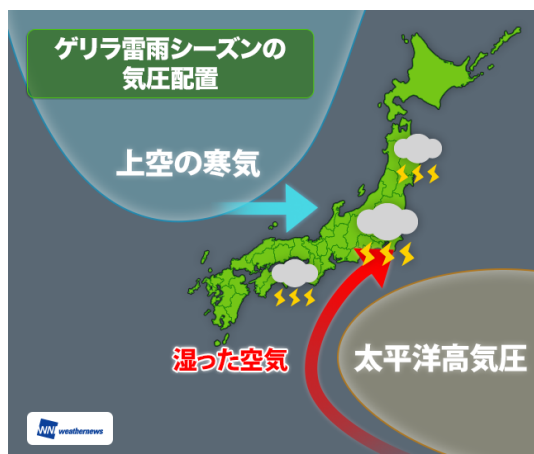 ゲリラ雷雨シーズンの
気圧配置
上空の寒気
湿った空気
太平洋高気圧
WNI weathernews